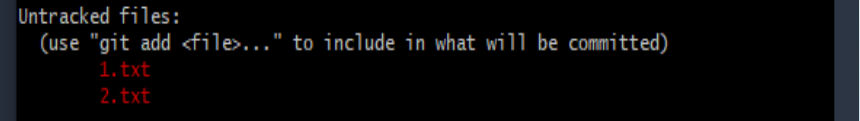 Untracked files:
(use "git add <file>..." to include in what will be committed)
1.txt
2.txt